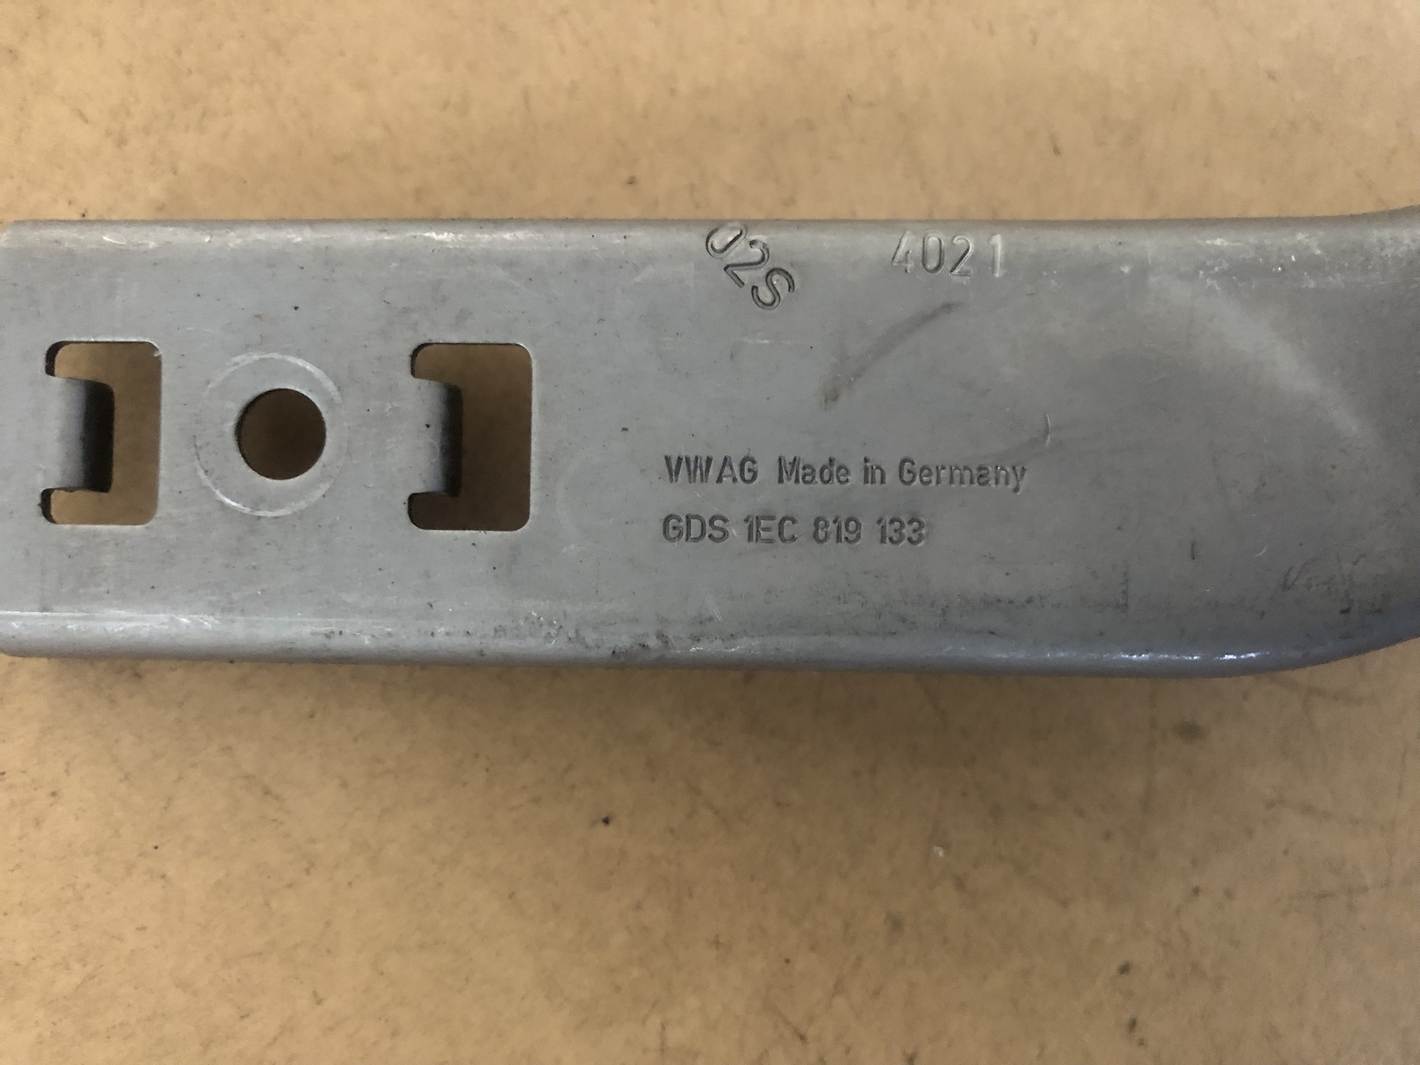 02S
4021
VWAG Made in Germany
GDS 1EC 819 133